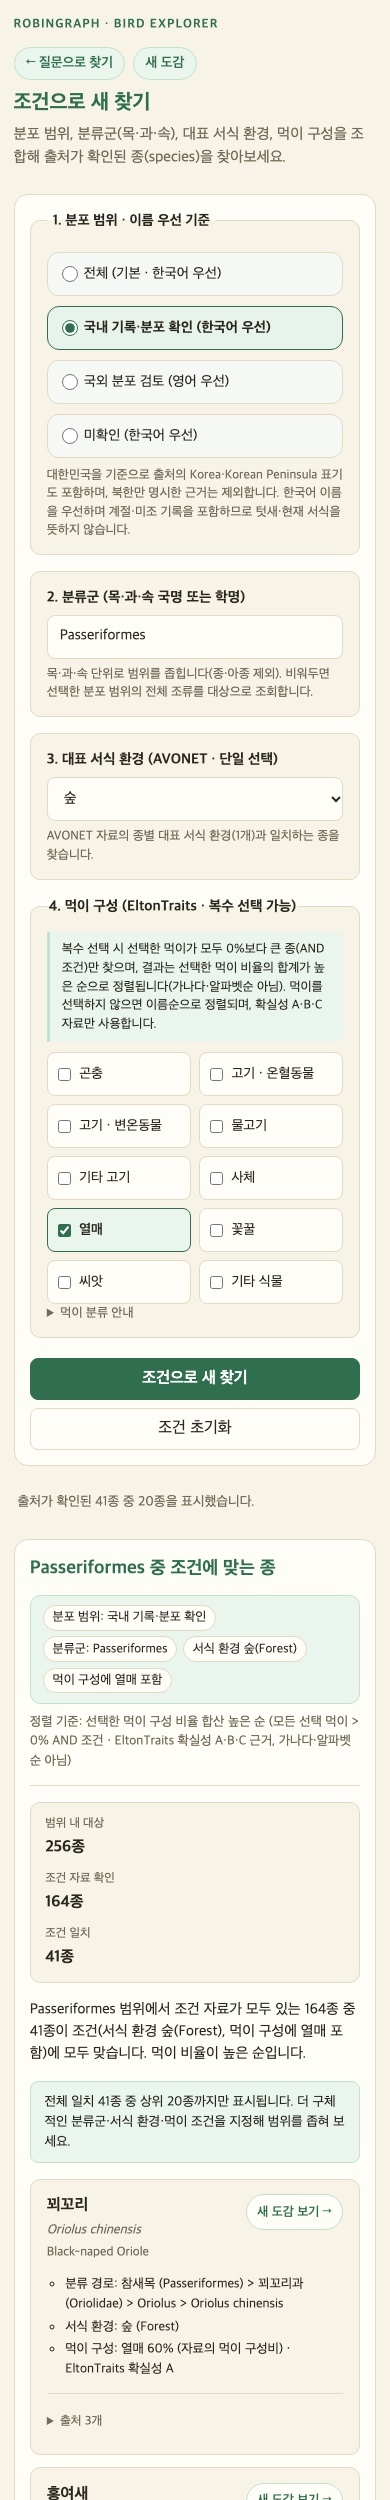 ROBINGRAPH · BIRD EXPLORER
← 질문으로 찾기 새 도감
조건으로 새 찾기
분포 범위, 분류군(목·과·속), 대표 서식 환경, 먹이 구성을 조
합해 출처가 확인된 종(species)을 찾아보세요.
1. 분포 범위 · 이름 우선 기준
전체 (기본 · 한국어 우선)
국내 기록·분포 확인 (한국어 우선)
국외 분포 검토 (영어 우선)
미확인 (한국어 우선)
대한민국을 기준으로 출처의 Korea·Korean Peninsula 표기
도 포함하며, 북한만 명시한 근거는 제외합니다. 한국어 이름
을 우선하며 계절·미조 기록을 포함하므로 텃새·현재 서식을
뜻하지 않습니다.
2. 분류군 (목·과·속 국명 또는 학명)
Passeriformes
목·과·속 단위로 범위를 좁힙니다(종·아종 제외). 비워두면
선택한 분포 범위의 전체 조류를 대상으로 조회합니다.
3. 대표 서식 환경 (AVONET · 단일 선택)
숲
AVONET 자료의 종별 대표 서식 환경(1개)과 일치하는 종을
찾습니다.
4. 먹이 구성 (EltonTraits · 복수 선택 가능)
복수 선택 시 선택한 먹이가 모두 0%보다 큰 종(AND
조건)만 찾으며, 결과는 선택한 먹이 비율의 합계가 높
은 순으로 정렬됩니다(가나다·알파벳순 아님). 먹이를
선택하지 않으면 이름순으로 정렬되며, 확실성 A·B·C
자료만 사용합니다.
곤충 고기 · 온혈동물
고기 · 변온동물 물고기
기타 고기 사체
열매 꽃꿀
씨앗 기타 식물
▶ 먹이 분류 안내
조건으로 새 찾기
조건 초기화
출처가 확인된 41종 중 20종을 표시했습니다.
Passeriformes 중 조건에 맞는 종
분포 범위: 국내 기록·분포 확인
분류군: Passeriformes 서식 환경 숲(Forest)
먹이 구성에 열매 포함
정렬 기준: 선택한 먹이 구성 비율 합산 높은 순 (모든 선택 먹이 >
0% AND 조건 · EltonTraits 확실성 A·B·C 근거, 가나다·알파벳
순 아님)
범위 내 대상
256종
조건 자료 확인
164종
조건 일치
41종
Passeriformes 범위에서 조건 자료가 모두 있는 164종 중
41종이 조건(서식 환경 숲(Forest), 먹이 구성에 열매 포
함)에 모두 맞습니다. 먹이 비율이 높은 순입니다.
전체 일치 41종 중 상위 20종까지만 표시됩니다. 더 구체
적인 분류군·서식 환경·먹이 조건을 지정해 범위를 좁혀 보
세요.
꾀꼬리 새 도감 보기 →
Oriolus chinensis
Black-naped Oriole
분류 경로: 참새목 (Passeriformes) > 꾀꼬리과
(Oriolidae) > Oriolus > Oriolus chinensis
서식 환경: 숲 (Forest)
먹이 구성: 열매 60% (자료의 먹이 구성비) ·
EltonTraits 확실성 A
▶ 출처 3개
홍여새 새 도감 보기 →